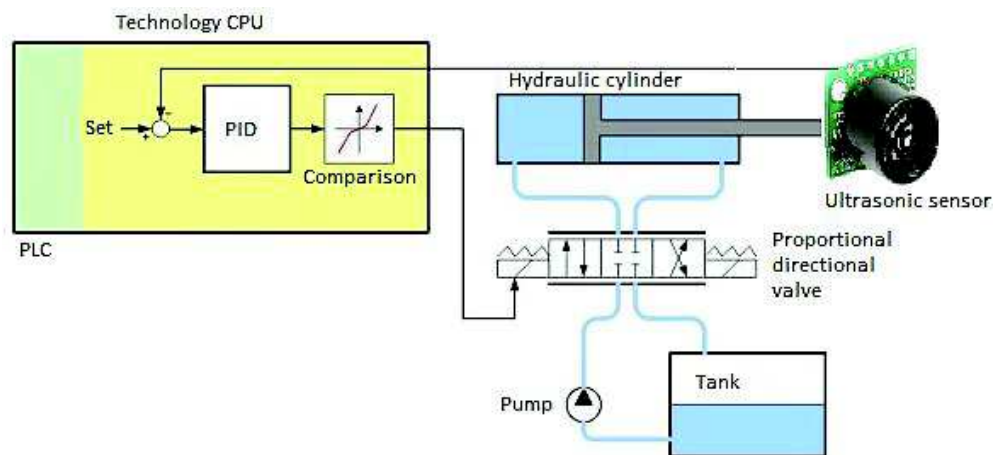 Technology CPU
Hydraulic cylinder
Set
PID
Comparison
Ultrasonic sensor
PLC
Proportional
directional
valve
Tank
Pump